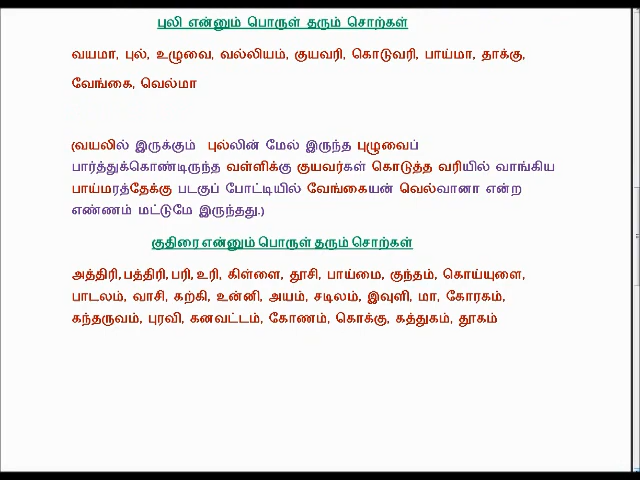 புலி என்னும் பொருள் தரும் சொற்கள்
வயமா, புல், உழுவை, வல்லியம், குயவரி, கொடுவரி, பாய்மா, தாக்கு,
வேங்கை, வெல்மா
(வயலில் இருக்கும் புல்லின் மேல் இருந்த புழுவைப்
பார்த்துக்கொண்டிருந்த வள்ளிக்கு குயவர்கள் கொடுத்த வரியில் வாங்கிய
பாய்மரத்தேக்கு படகுப் போட்டியில் வேங்கையன் வெல்வானா என்ற
எண்ணம் மட்டுமே இருந்தது.)
குதிரை என்னும் பொருள் தரும் சொற்கள்
அத்திரி, பத்திரி, பரி, உரி, கிள்ளை, தூசி, பாய்மை, குந்தம், கொய்யுளை,
பாடலம், வாசி, கற்கி, உன்னி, அயம், சடிலம், இவுளி, மா, கோரகம்,
கந்தருவம், புரவி, கனவட்டம், கோணம், கொக்கு, கத்துகம், தூகம்